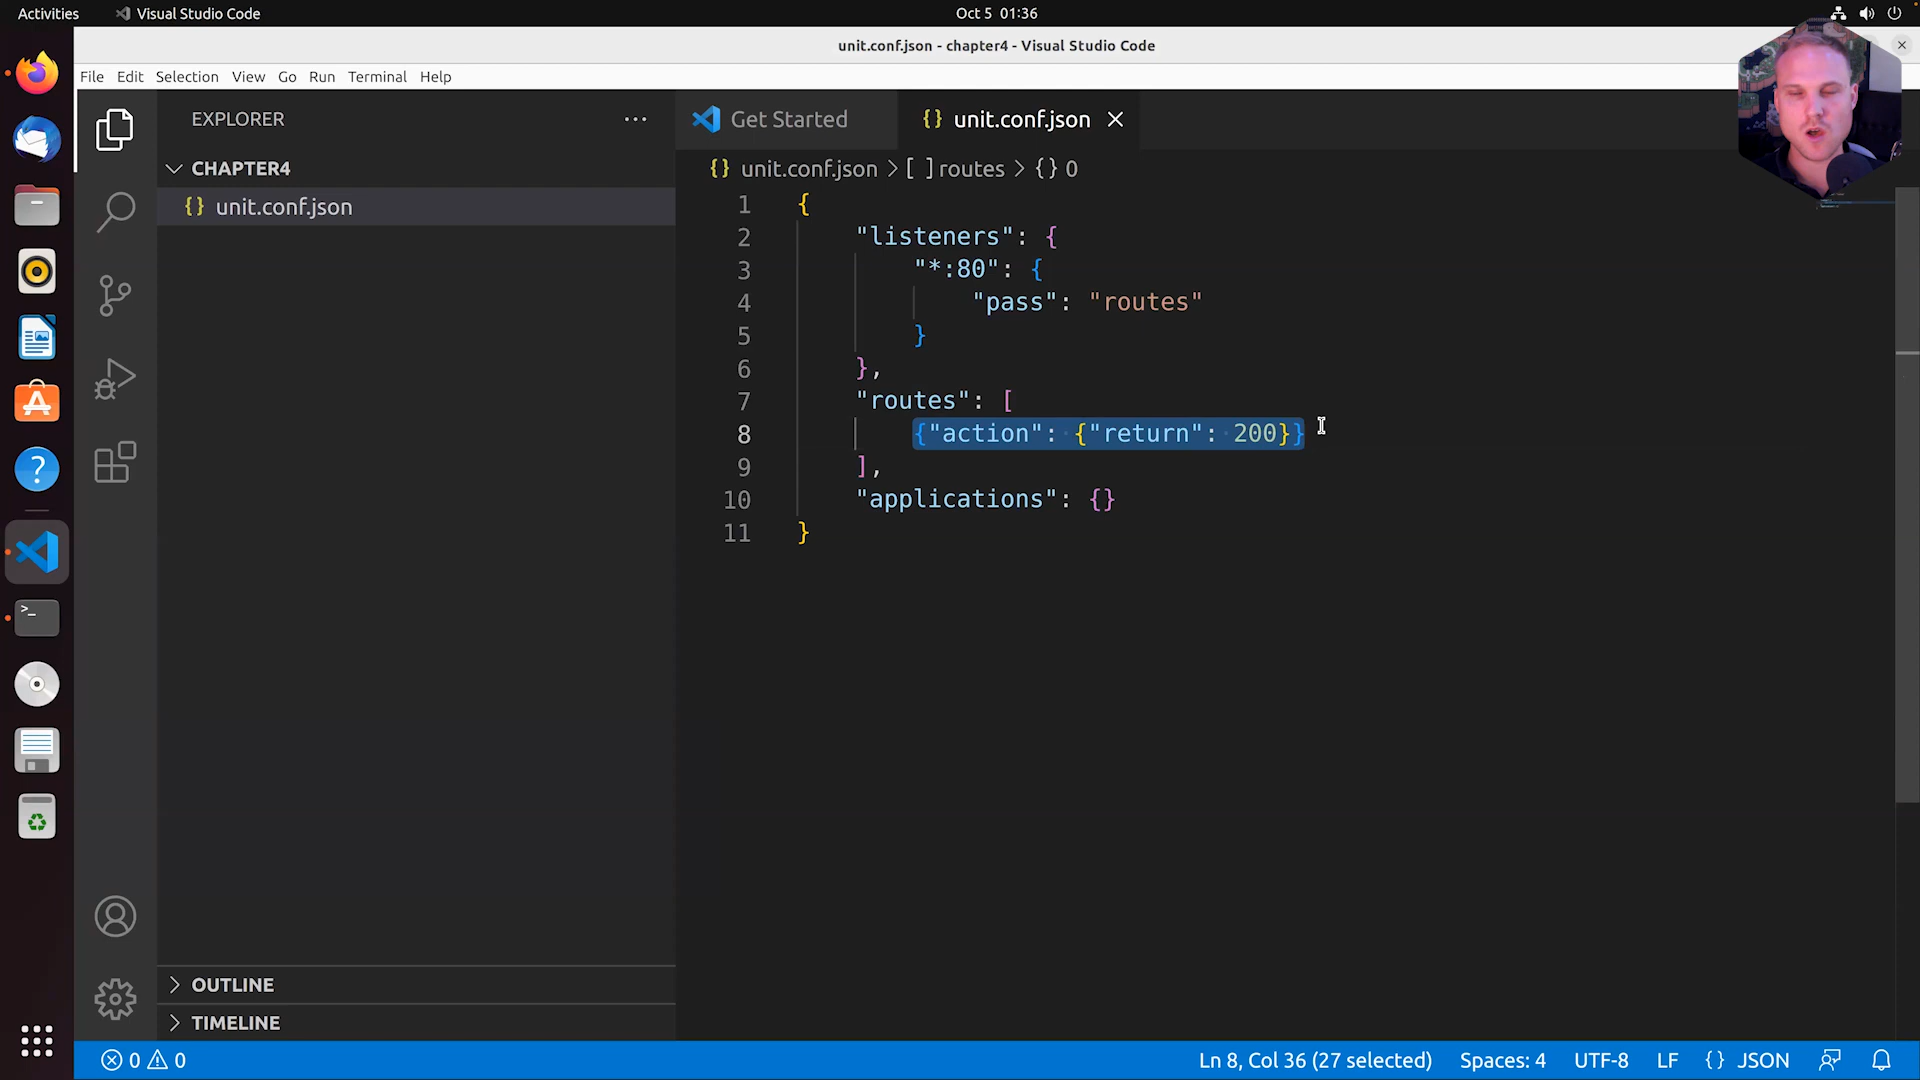 Activities
Visual Studio Code
Oct 5 01:36
unit.conf.json - chapter4 - Visual Studio Code
File Edit Selection View Go Run Terminal Help
EXPLORER
CHAPTER4
{} unit.conf.json
Get Started
{} unit.conf.json
{} unit.conf.json > [ ] routes > {} 0
1 {
2 "listeners": {
3 "*:80": {
4 "pass": "routes"
5 }
6 },
7 "routes": [
8 {"action": {"return": 200}}
9 ],
10 "applications": {}
11 }
OUTLINE
TIMELINE
0 0
Ln 8, Col 36 (27 selected) Spaces: 4 UTF-8 LF {} JSON